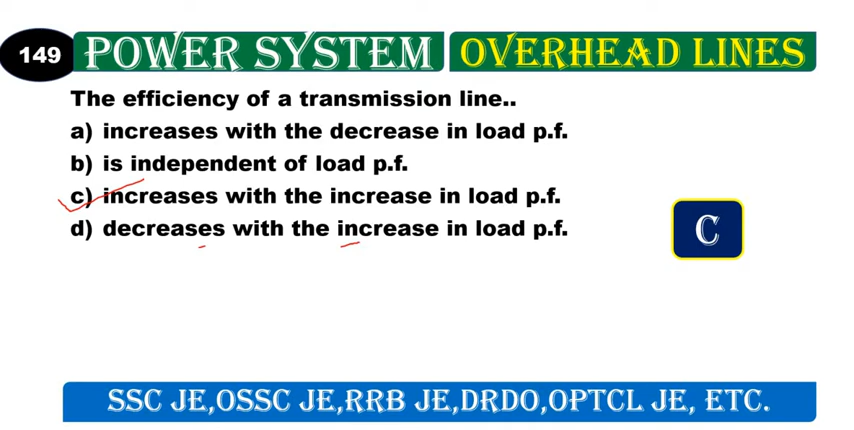 149
POWER SYSTEM
OVERHEAD LINES
The efficiency of a transmission line..
a) increases with the decrease in load p.f.
b) is independent of load p.f.
c) increases with the increase in load p.f.
d) decreases with the increase in load p.f.
C
SSC JE,OSSC JE,RRB JE,DRDO,OPTCL JE, ETC.